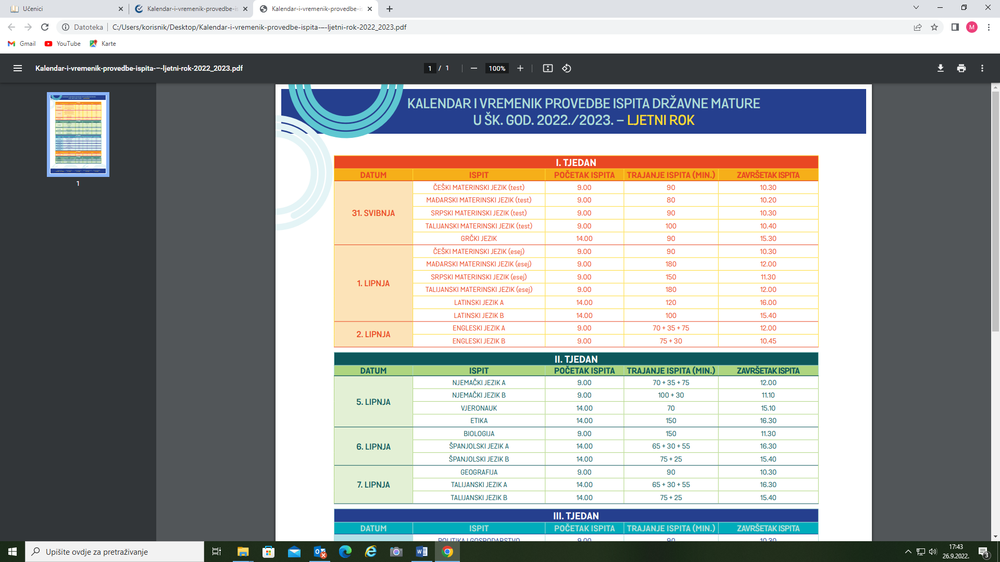 Učenici
Kalendar-i-vremenik-provedbe-is
Kalendar-i-vremenik-provedbe-is
Datoteka C:/Users/korisnik/Desktop/Kalendar-i-vremenik-provedbe-ispita-–-ljetni-rok-2022_2023.pdf
M
Gmail YouTube Karte
Kalendar-i-vremenik-provedbe-ispita-–-ljetni-rok-2022_2023.pdf 1 / 1 100%
1
KALENDAR I VREMENIK PROVEDBE ISPITA DRŽAVNE MATURE
U ŠK. GOD. 2022./2023. – LJETNI ROK
I. TJEDAN
DATUM ISPIT POČETAK ISPITA TRAJANJE ISPITA (MIN.) ZAVRŠETAK ISPITA
31. SVIBNJA
ČEŠKI MATERINSKI JEZIK (test) 9.00 90 10.30
MAĐARSKI MATERINSKI JEZIK (test) 9.00 80 10.20
SRPSKI MATERINSKI JEZIK (test) 9.00 90 10.30
TALIJANSKI MATERINSKI JEZIK (test) 9.00 100 10.40
GRČKI JEZIK 14.00 90 15.30
1. LIPNJA
ČEŠKI MATERINSKI JEZIK (esej) 9.00 90 10.30
MAĐARSKI MATERINSKI JEZIK (esej) 9.00 180 12.00
SRPSKI MATERINSKI JEZIK (esej) 9.00 150 11.30
TALIJANSKI MATERINSKI JEZIK (esej) 9.00 180 12.00
LATINSKI JEZIK A 14.00 120 16.00
LATINSKI JEZIK B 14.00 100 15.40
2. LIPNJA
ENGLESKI JEZIK A 9.00 70 + 35 + 75 12.00
ENGLESKI JEZIK B 9.00 75 + 30 10.45
II. TJEDAN
DATUM ISPIT POČETAK ISPITA TRAJANJE ISPITA (MIN.) ZAVRŠETAK ISPITA
5. LIPNJA
NJEMAČKI JEZIK A 9.00 70 + 35 + 75 12.00
NJEMAČKI JEZIK B 9.00 100 + 30 11.10
VJERONAUK 14.00 70 15.10
ETIKA 14.00 150 16.30
6. LIPNJA
BIOLOGIJA 9.00 150 11.30
ŠPANJOLSKI JEZIK A 14.00 65 + 30 + 55 16.30
ŠPANJOLSKI JEZIK B 14.00 75 + 25 15.40
7. LIPNJA
GEOGRAFIJA 9.00 90 10.30
TALIJANSKI JEZIK A 14.00 65 + 30 + 55 16.30
TALIJANSKI JEZIK B 14.00 75 + 25 15.40
III. TJEDAN
DATUM ISPIT POČETAK ISPITA TRAJANJE ISPITA (MIN.) ZAVRŠETAK ISPITA
POLITIKA I GOSPODARSTVO 9.00 90 10.30
Upišite ovdje za pretraživanje
17:43
26.9.2022.
3